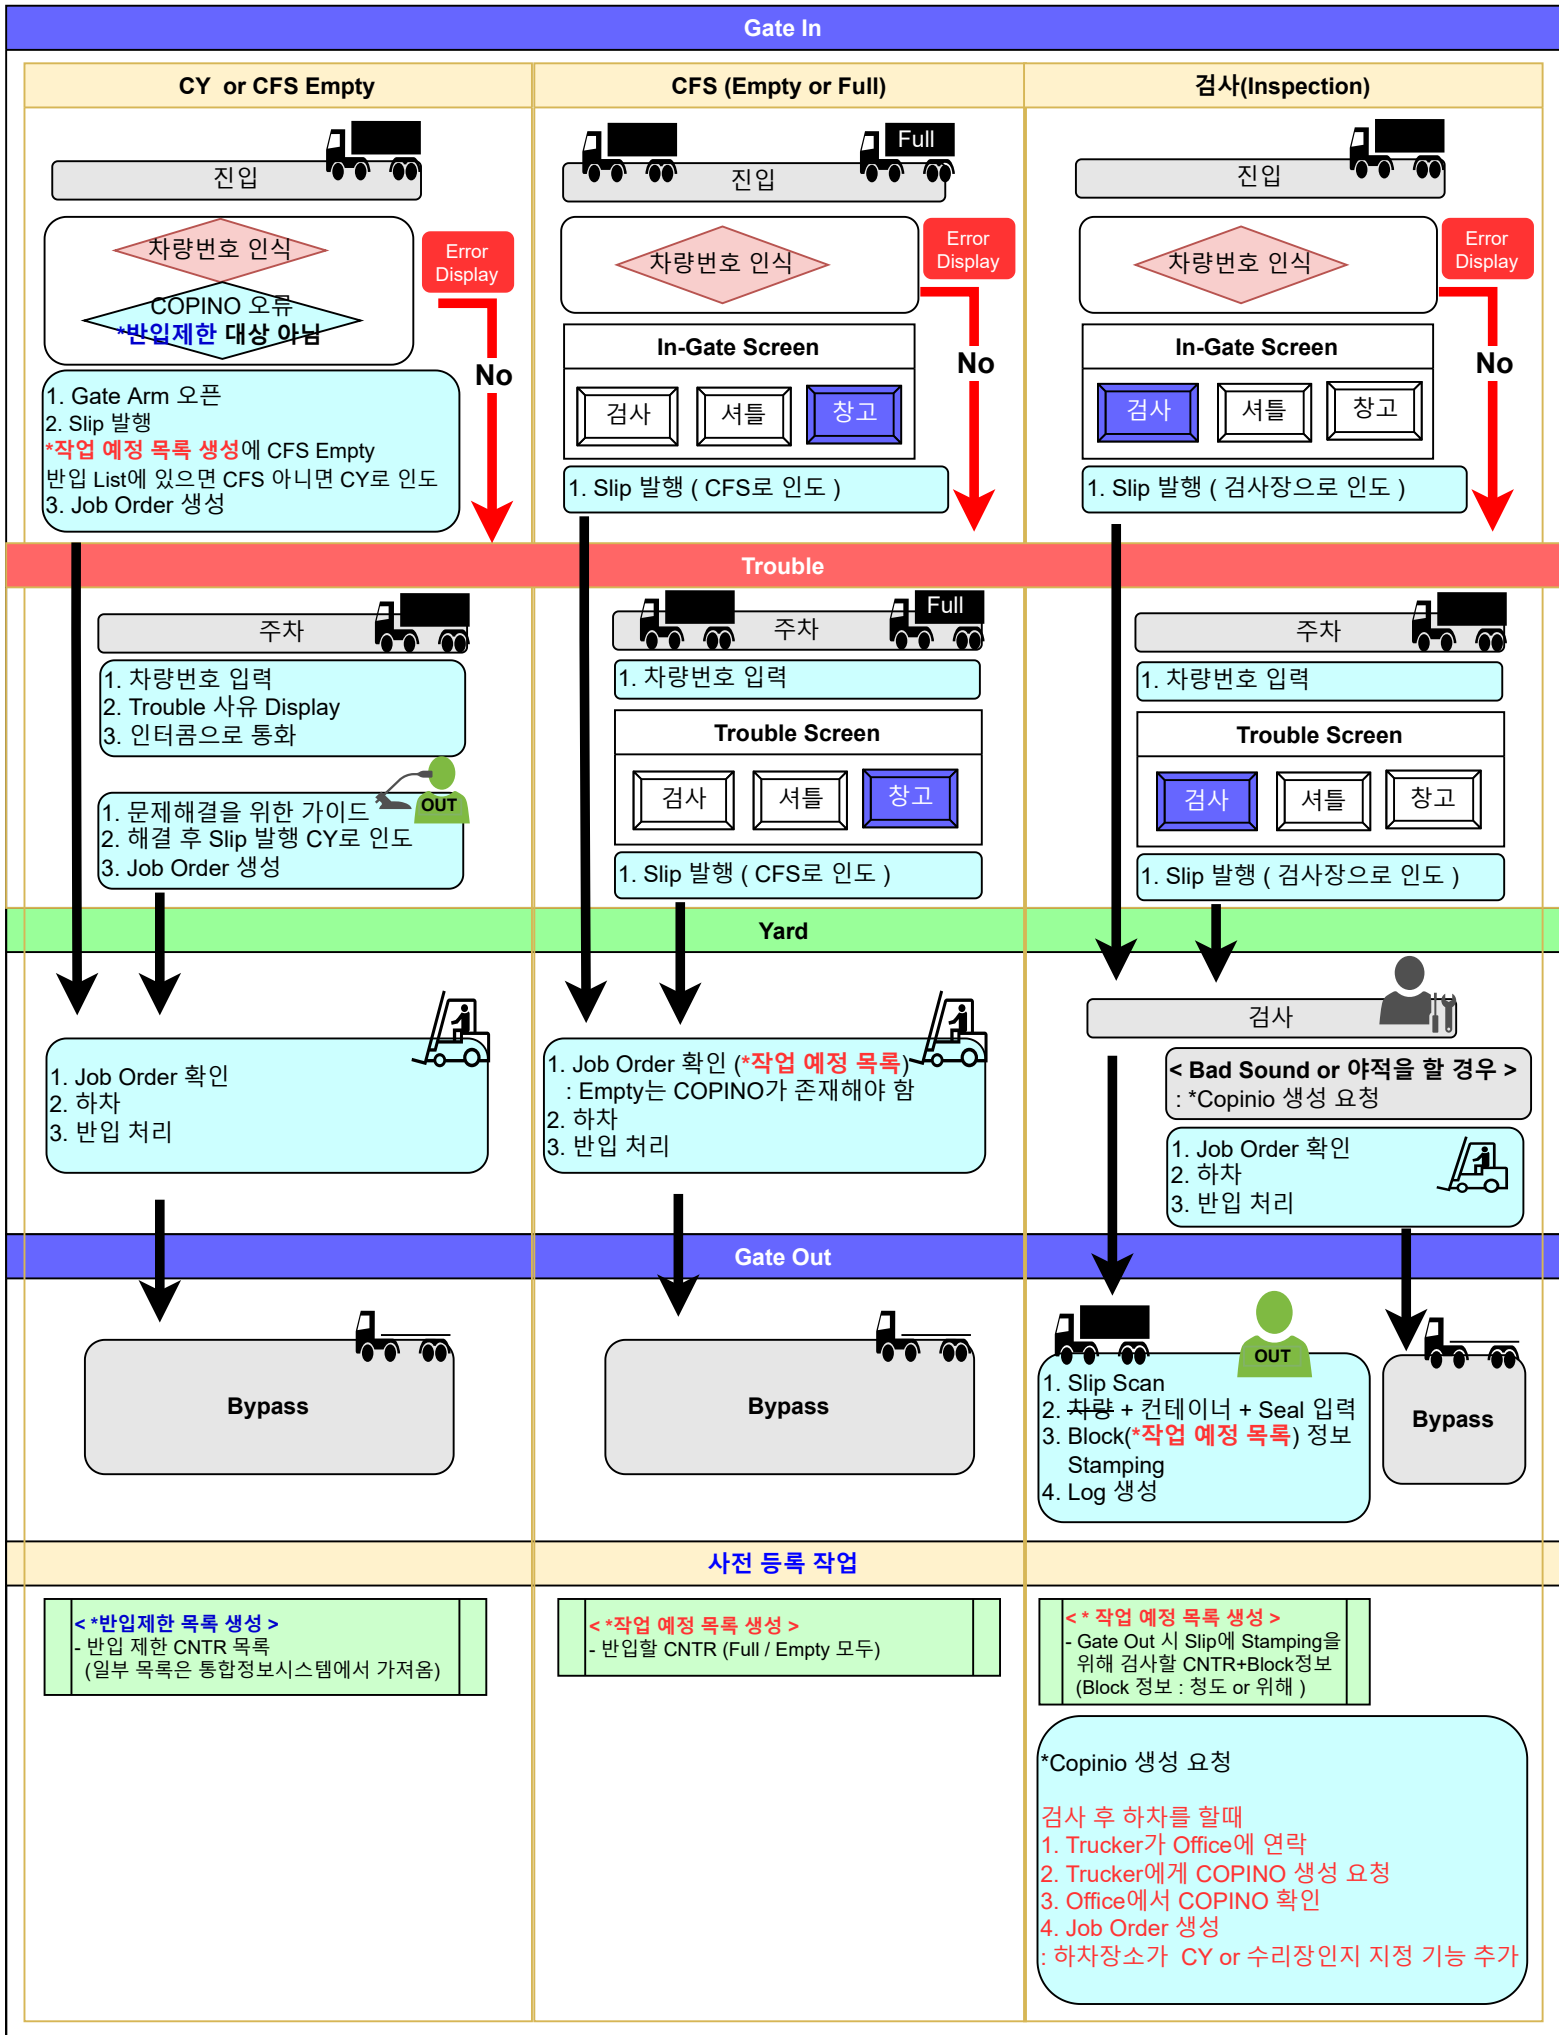 Gate In
CY or CFS Empty
CFS (Empty or Full)
검사(Inspection)
진입
진입
Full
진입
차량번호 인식
COPINO 오류
*반입제한 대상 아님
Error
Display
No
차량번호 인식
Error
Display
No
차량번호 인식
Error
Display
No
1. Gate Arm 오픈
2. Slip 발행
*작업 예정 목록 생성에 CFS Empty
반입 List에 있으면 CFS 아니면 CY로 인도
3. Job Order 생성
In-Gate Screen
검사
셔틀
창고
1. Slip 발행 ( CFS로 인도 )
In-Gate Screen
검사
셔틀
창고
1. Slip 발행 ( 검사장으로 인도 )
Trouble
주차
1. 차량번호 입력
2. Trouble 사유 Display
3. 인터콤으로 통화
OUT
1. 문제해결을 위한 가이드
2. 해결 후 Slip 발행 CY로 인도
3. Job Order 생성
주차
Full
1. 차량번호 입력
Trouble Screen
검사
셔틀
창고
1. Slip 발행 ( CFS로 인도 )
주차
1. 차량번호 입력
Trouble Screen
검사
셔틀
창고
1. Slip 발행 ( 검사장으로 인도 )
Yard
1. Job Order 확인
2. 하차
3. 반입 처리
1. Job Order 확인 (*작업 예정 목록)
: Empty는 COPINO가 존재해야 함
2. 하차
3. 반입 처리
검사
< Bad Sound or 야적을 할 경우 >
: *Copinio 생성 요청
1. Job Order 확인
2. 하차
3. 반입 처리
Gate Out
Bypass
Bypass
OUT
1. Slip Scan
2. 차량 + 컨테이너 + Seal 입력
3. Block(*작업 예정 목록) 정보
Stamping
4. Log 생성
Bypass
사전 등록 작업
< *반입제한 목록 생성 >
- 반입 제한 CNTR 목록
(일부 목록은 통합정보시스템에서 가져옴)
< *작업 예정 목록 생성 >
- 반입할 CNTR (Full / Empty 모두)
< * 작업 예정 목록 생성 >
- Gate Out 시 Slip에 Stamping을
위해 검사할 CNTR+Block정보
(Block 정보 : 청도 or 위해 )
*Copinio 생성 요청
검사 후 하차를 할때
1. Trucker가 Office에 연락
2. Trucker에게 COPINO 생성 요청
3. Office에서 COPINO 확인
4. Job Order 생성
: 하차장소가 CY or 수리장인지 지정 기능 추가